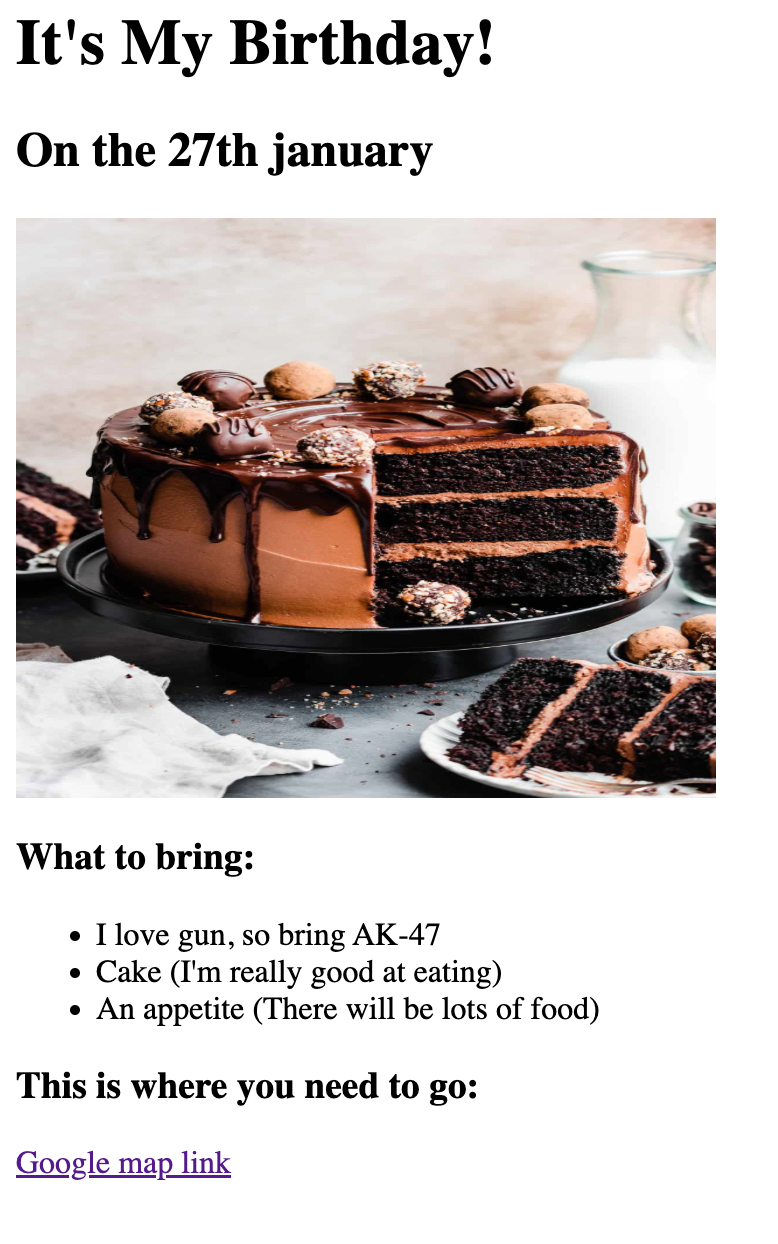 It's My Birthday!
On the 27th january
What to bring:
I love gun, so bring AK-47
Cake (I'm really good at eating)
An appetite (There will be lots of food)
This is where you need to go:
Google map link